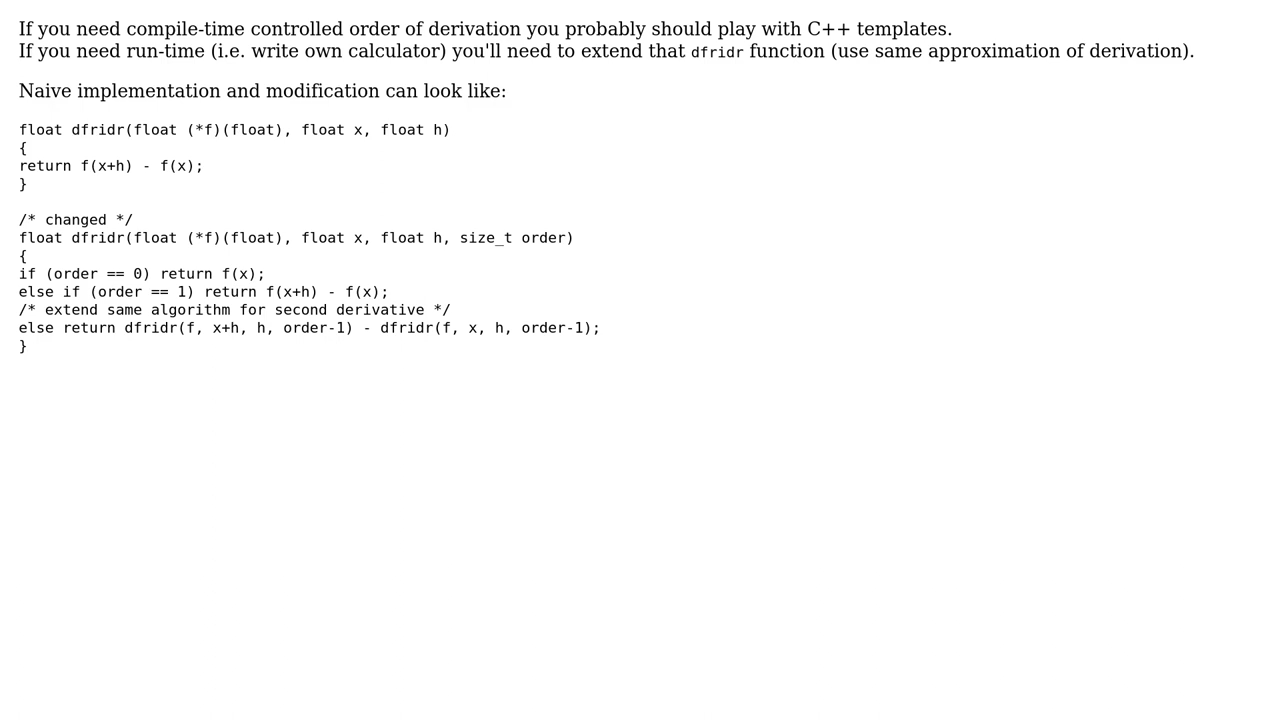 If you need compile-time controlled order of derivation you probably should play with C++ templates.
If you need run-time (i.e. write own calculator) you'll need to extend that dfridr function (use same approximation of derivation).
Naive implementation and modification can look like:
float dfridr(float (*f)(float), float x, float h)
{
return f(x+h) - f(x);
}
/* changed */
float dfridr(float (*f)(float), float x, float h, size_t order)
{
if (order == 0) return f(x);
else if (order == 1) return f(x+h) - f(x);
/* extend same algorithm for second derivative */
else return dfridr(f, x+h, h, order-1) - dfridr(f, x, h, order-1);
}